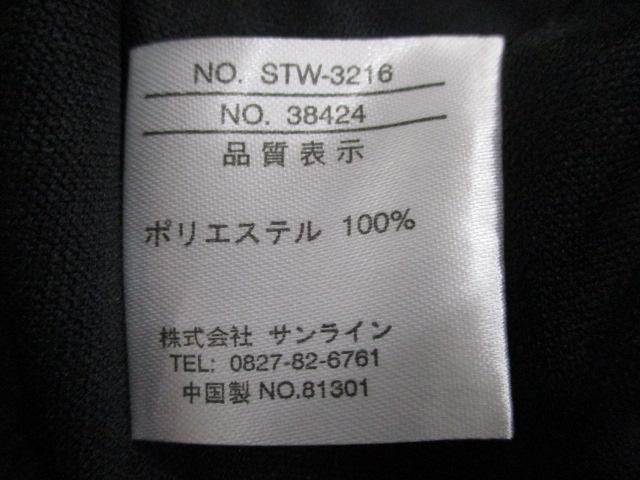 NO. STW-3216
NO. 38424
品質表示
ポリエステル 100%
株式会社 サンライン
TEL: 0827-82-6761
中国製 NO.81301